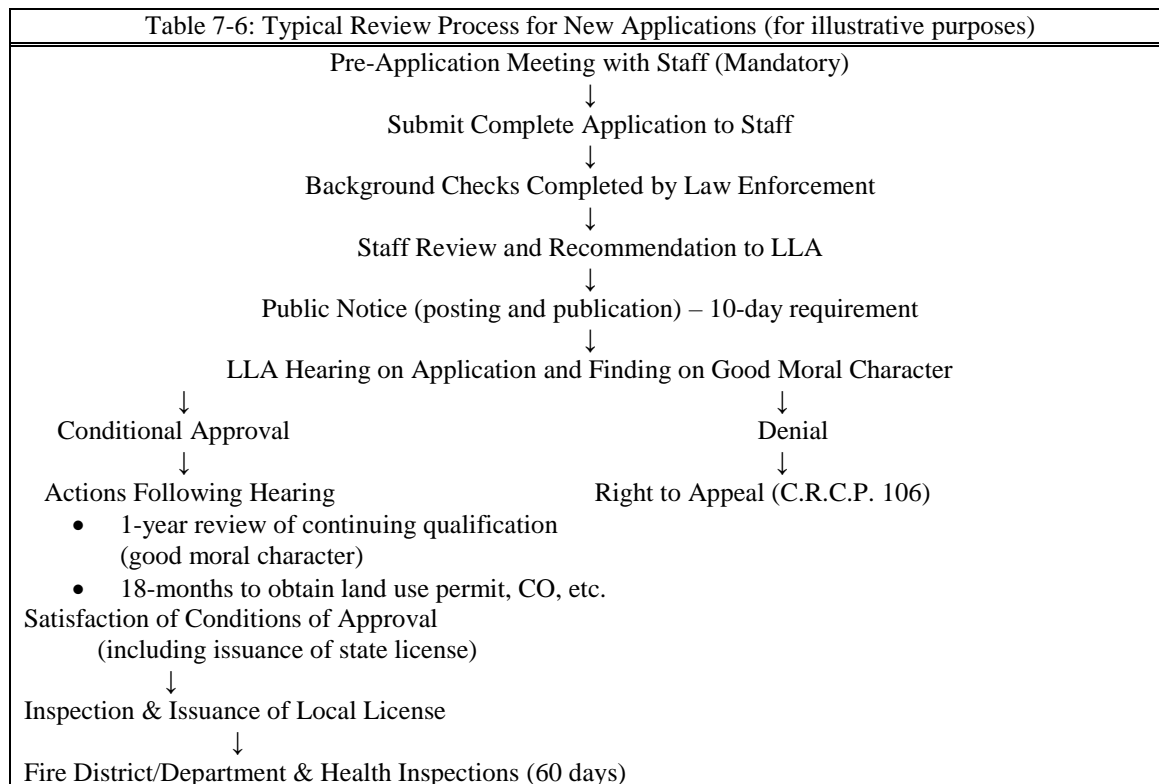 Table 7-6: Typical Review Process for New Applications (for illustrative purposes)
Pre-Application Meeting with Staff (Mandatory)
↓
Submit Complete Application to Staff
↓
Background Checks Completed by Law Enforcement
↓
Staff Review and Recommendation to LLA
↓
Public Notice (posting and publication) – 10-day requirement
↓
LLA Hearing on Application and Finding on Good Moral Character
↓ ↓
Conditional Approval Denial
↓ ↓
Actions Following Hearing Right to Appeal (C.R.C.P. 106)
• 1-year review of continuing qualification
(good moral character)
• 18-months to obtain land use permit, CO, etc.
Satisfaction of Conditions of Approval
(including issuance of state license)
↓
Inspection & Issuance of Local License
↓
Fire District/Department & Health Inspections (60 days)